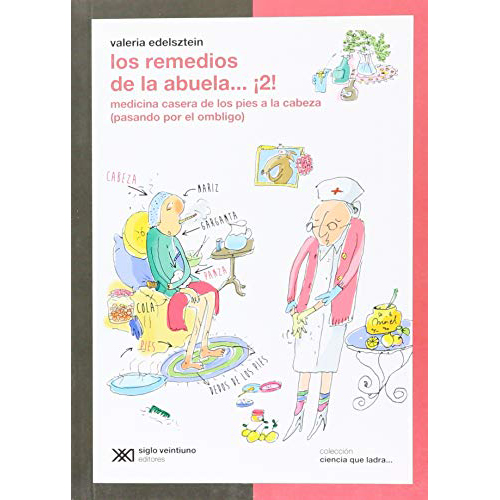 valeria edelsztein
los remedios
de la abuela... ¡2!
medicina casera de los pies a la cabeza
(pasando por el ombligo)
CABEZA
NARIZ
GARGANTA
PANZA
COLA
PIES
DEDOS DE LOS PIES
miel
siglo veintiuno
editores
colección
ciencia que ladra...